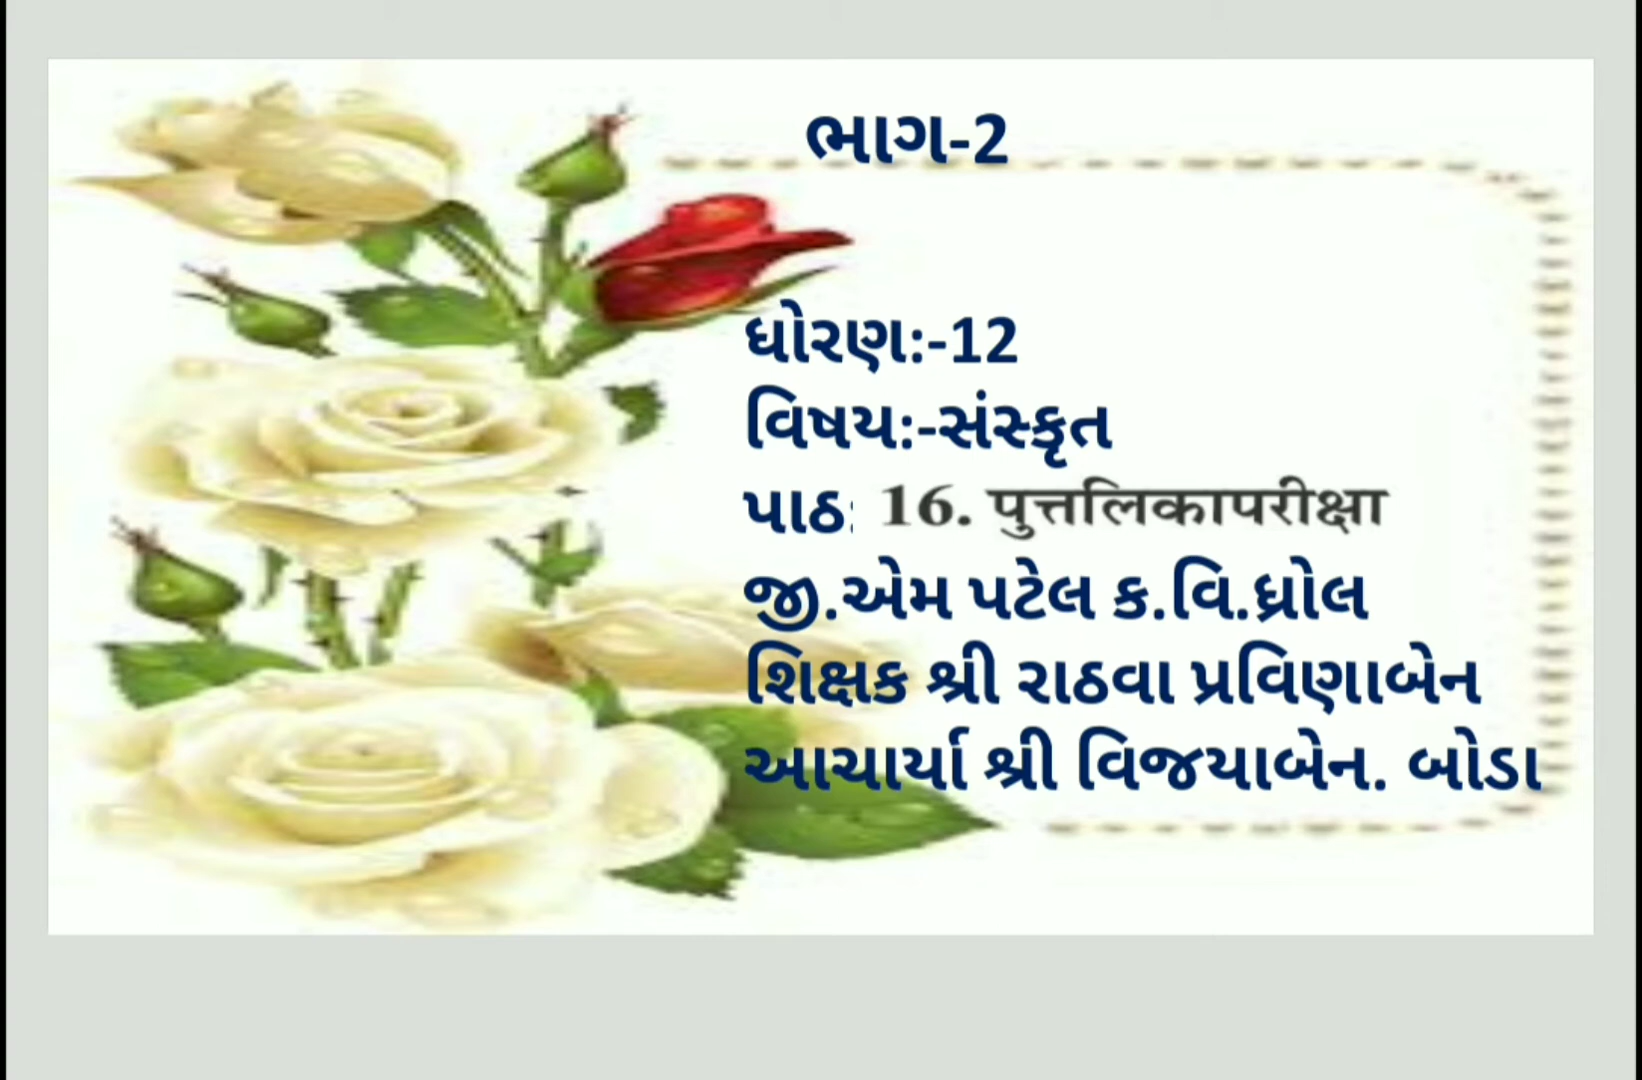 ભાગ-2
ધોરણ:-12
વિષય:-સંસ્કૃત
પાઠ: 16. पुत्तलिकापरीक्षा
જી.એમ પટેલ ક.વિ.ધ્રોલ
શિક્ષક શ્રી રાઠવા પ્રવિણાબેન
આચાર્યા શ્રી વિજયાબેન. બોડા